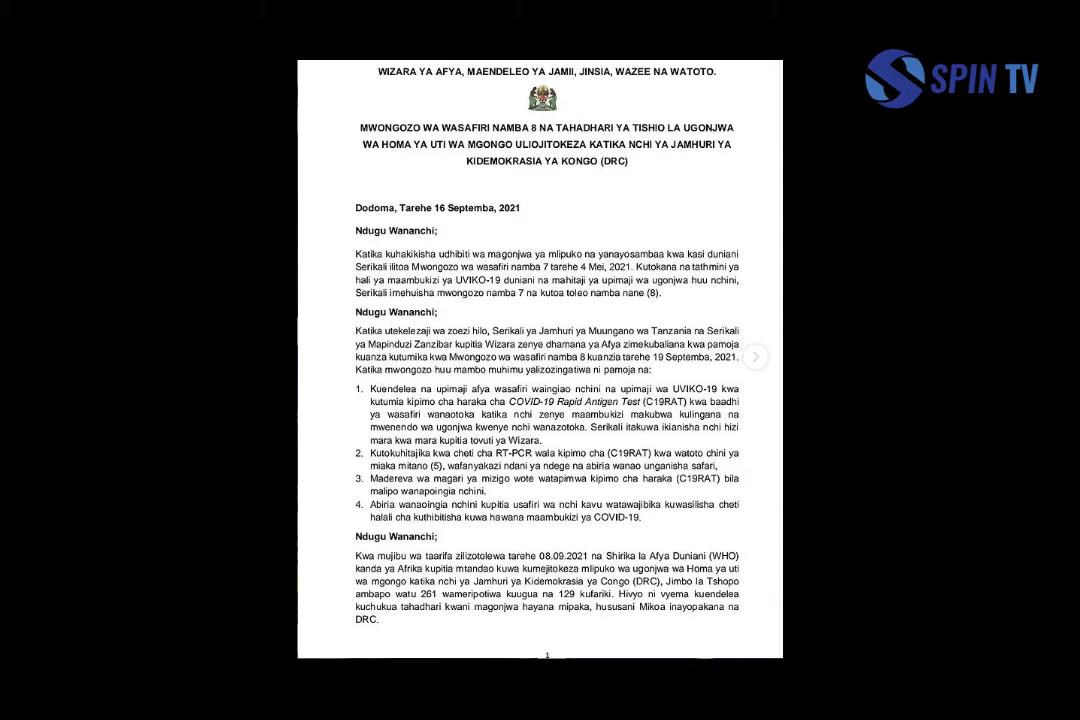 WIZARA YA AFYA, MAENDELEO YA JAMII, JINSIA, WAZEE NA WATOTO.
SPIN TV
MWONGOZO WA WASAFIRI NAMBA 8 NA TAHADHARI YA TISHIO LA UGONJWA
WA HOMA YA UTI WA MGONGO ULIOJITOKEZA KATIKA NCHI YA JAMHURI YA
KIDEMOKRASIA YA KONGO (DRC)
Dodoma, Tarehe 16 Septemba, 2021
Ndugu Wananchi;
Katika kuhakikisha udhibiti wa magonjwa ya mlipuko na yanayosambaa kwa kasi duniani
Serikali ilitoa Mwongozo wa wasafiri namba 7 tarehe 4 Mei, 2021. Kutokana na tathmini ya
hali ya maambukizi ya UVIKO-19 duniani na mahitaji ya upimaji wa ugonjwa huu nchini,
Serikali imehuisha mwongozo namba 7 na kutoa toleo namba nane (8).
Ndugu Wananchi;
Katika utekelezaji wa zoezi hilo, Serikali ya Jamhuri ya Muungano wa Tanzania na Serikali
ya Mapinduzi Zanzibar kupitia Wizara zenye dhamana ya Afya zimekubaliana kwa pamoja
kuanza kutumika kwa Mwongozo wa wasafiri namba 8 kuanzia tarehe 19 Septemba, 2021.
Katika mwongozo huu mambo muhimu yalizozingatiwa ni pamoja na:
1. Kuendelea na upimaji afya wasafiri waingiao nchini na upimaji wa UVIKO-19 kwa
kutumia kipimo cha haraka cha COVID-19 Rapid Antigen Test (C19RAT) kwa baadhi
ya wasafiri wanaotoka katika nchi zenye maambukizi makubwa kulingana na
mwenendo wa ugonjwa kwenye nchi wanazotoka. Serikali itakuwa ikianisha nchi hizi
mara kwa mara kupitia tovuti ya Wizara.
2. Kutokuhitajika kwa cheti cha RT-PCR wala kipimo cha (C19RAT) kwa watoto chini ya
miaka mitano (5), wafanyakazi ndani ya ndege na abiria wanao unganisha safari,
3. Madereva wa magari ya mizigo wote watapimwa kipimo cha haraka (C19RAT) bila
malipo wanapoingia nchini.
4. Abiria wanaoingia nchini kupitia usafiri wa nchi kavu watawajibika kuwasilisha cheti
halali cha kuthibitisha kuwa hawana maambukizi ya COVID-19.
Ndugu Wananchi;
Kwa mujibu wa taarifa zilizotolewa tarehe 08.09.2021 na Shirika la Afya Duniani (WHO)
kanda ya Afrika kupitia mtandao kuwa kumejitokeza mlipuko wa ugonjwa wa Homa ya uti
wa mgongo katika nchi ya Jamhuri ya Kidemokrasia ya Congo (DRC), Jimbo la Tshopo
ambapo watu 261 wameripotiwa kuugua na 129 kufariki. Hivyo ni vyema kuendelea
kuchukua tahadhari kwani magonjwa hayana mipaka, hususani Mikoa inayopakana na
DRC.
1